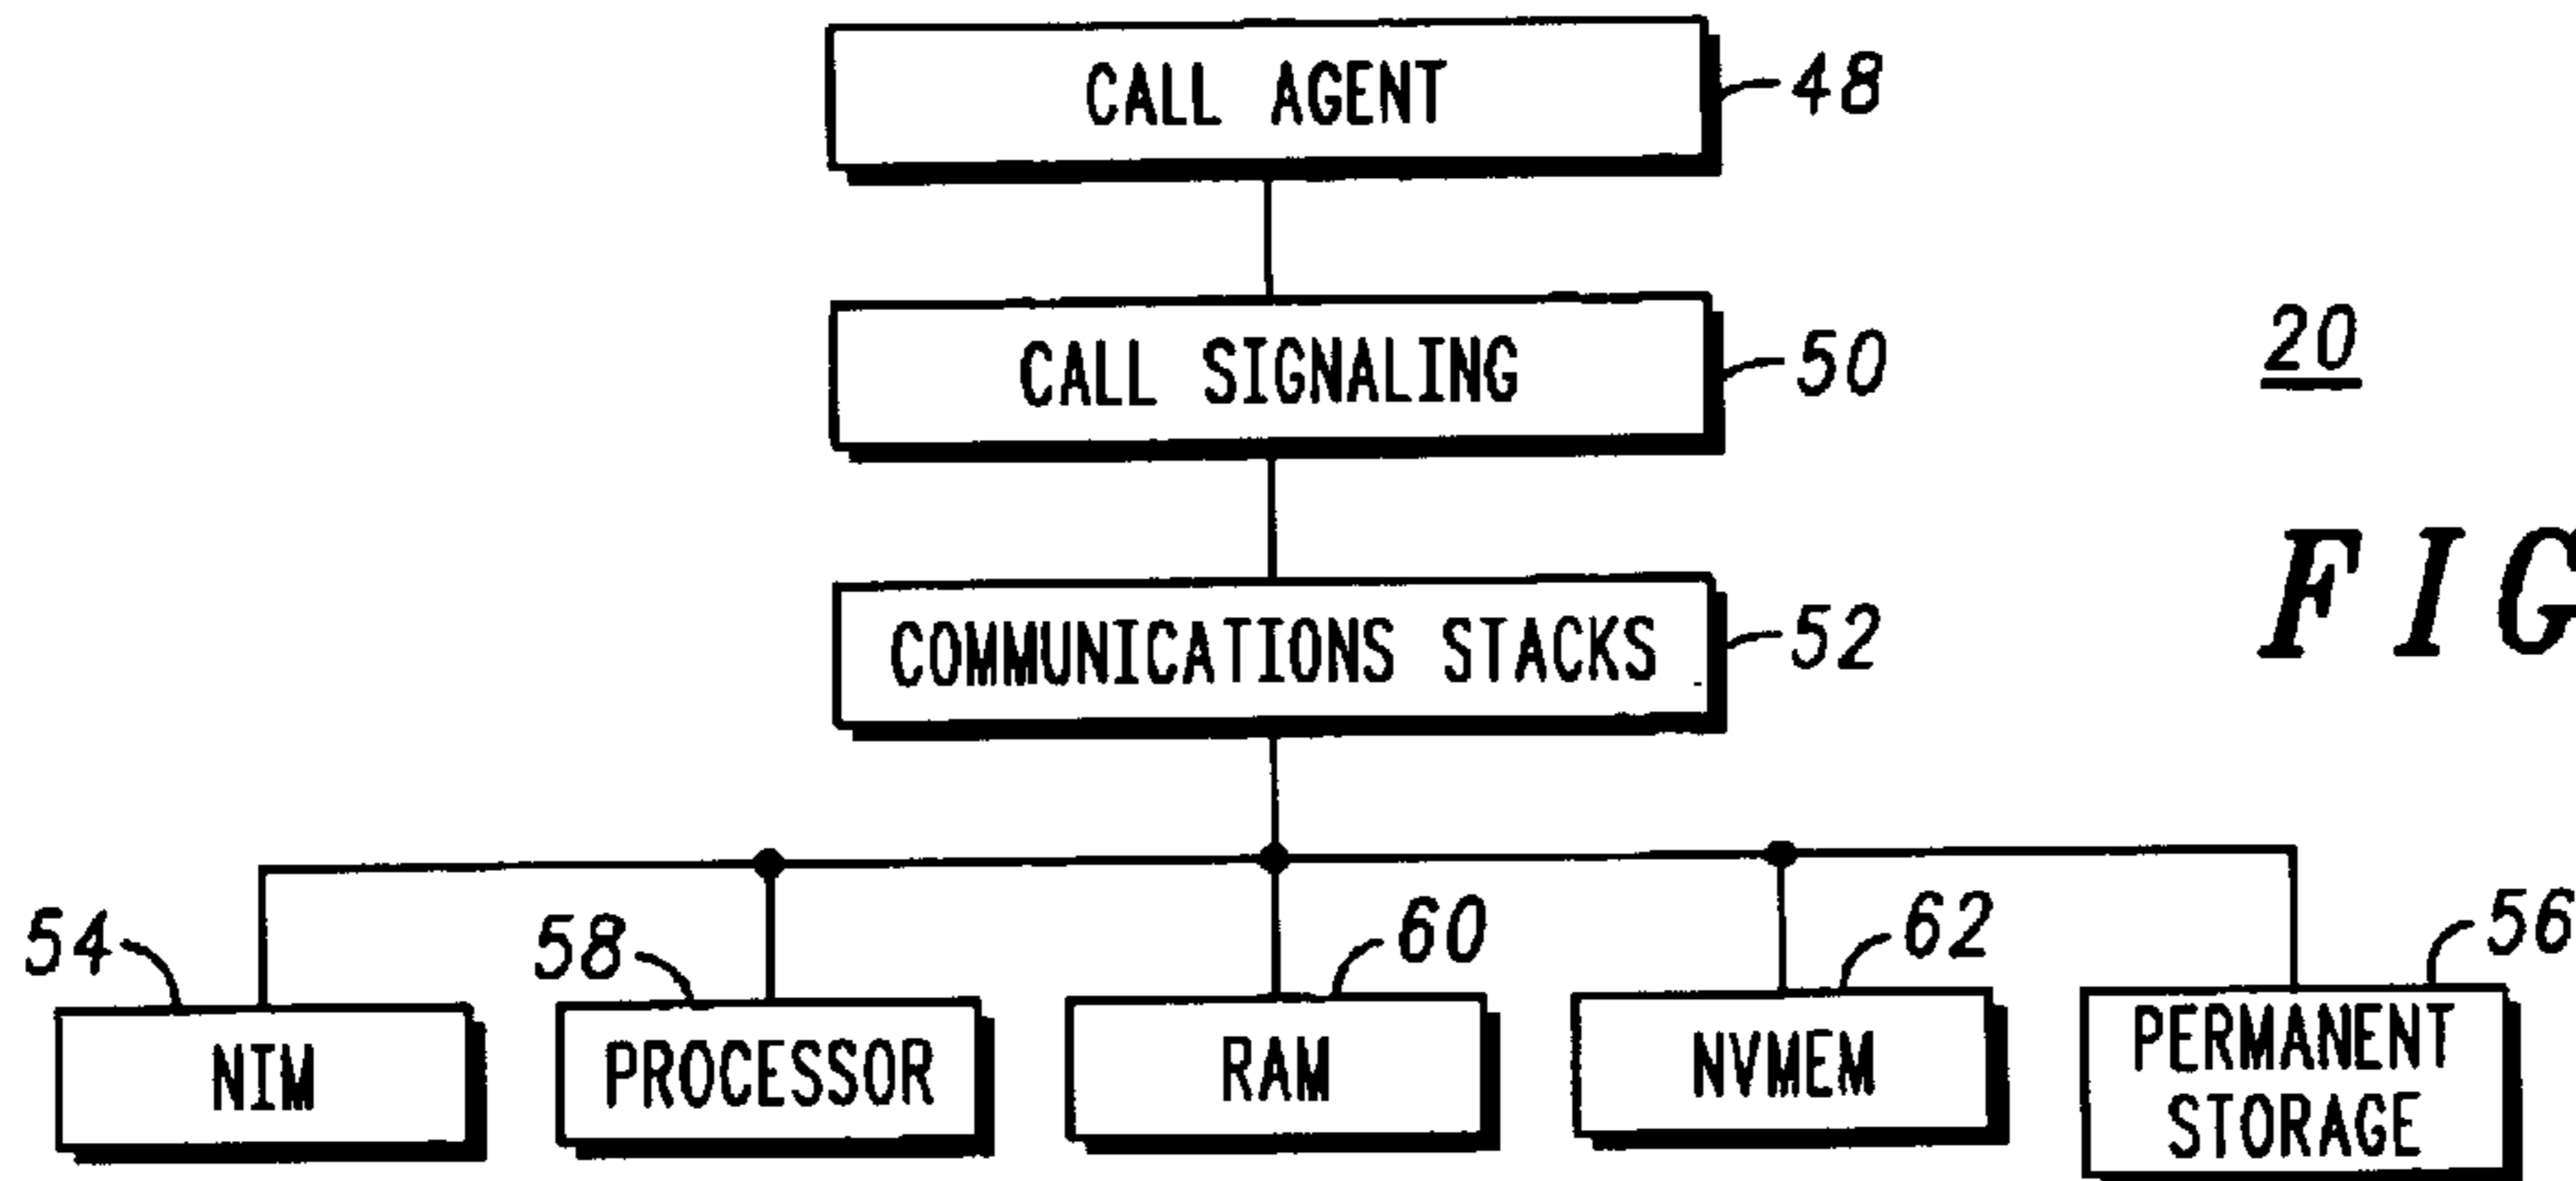 CALL AGENT
48
CALL SIGNALING
50
20
COMMUNICATIONS STACKS
52
FIG
54
58
60
62
56
NIM
PROCESSOR
RAM
NVMEM
PERMANENT
STORAGE